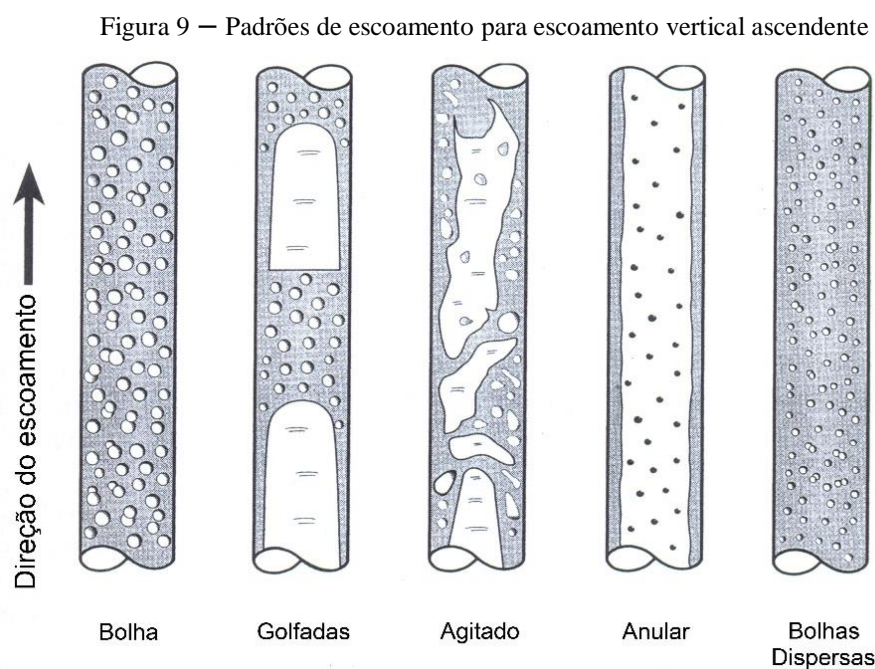 Figura 9 — Padrões de escoamento para escoamento vertical ascendente
Direção do escoamento
Bolha
Golfadas
Agitado
Anular
Bolhas
Dispersas